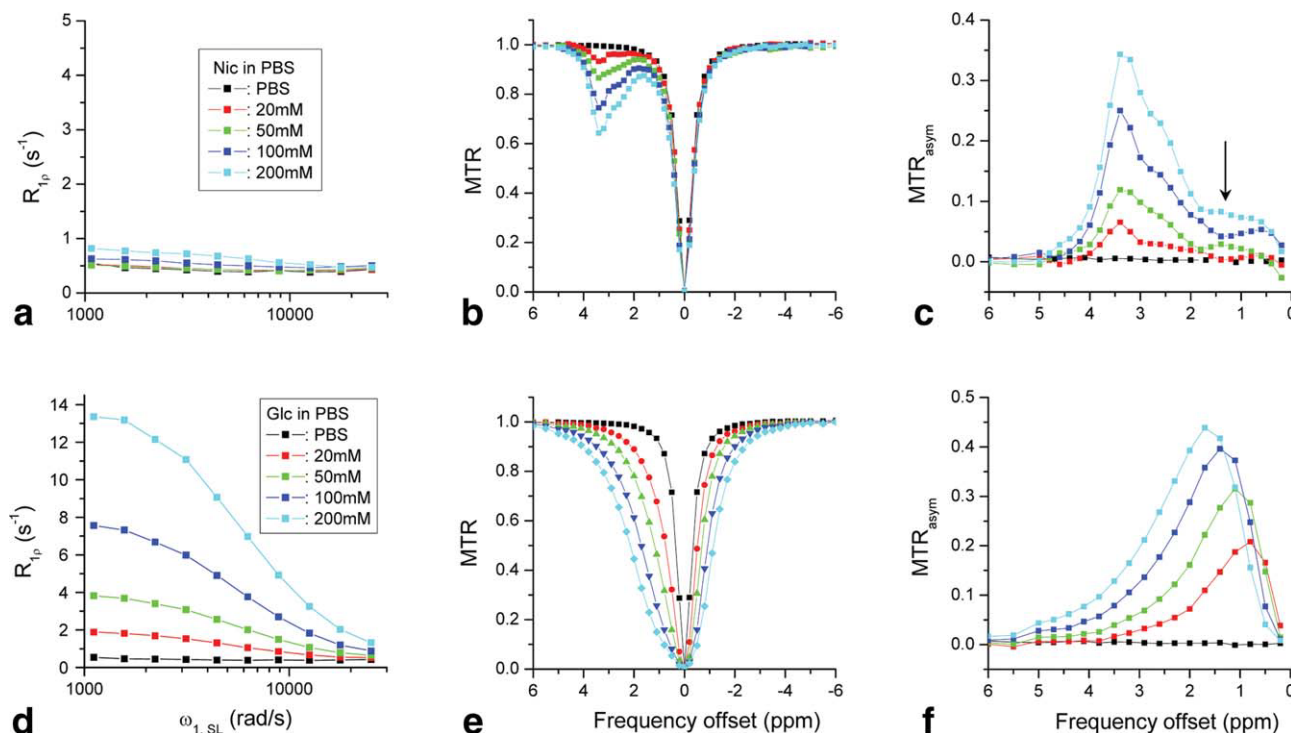 5
4
3
2
1
0
R1ρ (s-1)
Nic in PBS
: PBS
: 20mM
: 50mM
: 100mM
: 200mM
1000
10000
a
1.0
0.8
0.6
0.4
0.2
0.0
MTR
6
4
2
0
-2
-4
-6
b
0.4
0.3
0.2
0.1
0.0
MTRasym
6
5
4
3
2
1
0
c
14
12
10
8
6
4
2
0
R1ρ (s-1)
Glc in PBS
: PBS
: 20mM
: 50mM
: 100mM
: 200mM
1000
10000
ω1, SL (rad/s)
d
1.0
0.8
0.6
0.4
0.2
0.0
MTR
6
4
2
0
-2
-4
-6
Frequency offset (ppm)
e
0.5
0.4
0.3
0.2
0.1
0.0
MTRasym
6
5
4
3
2
1
0
Frequency offset (ppm)
f